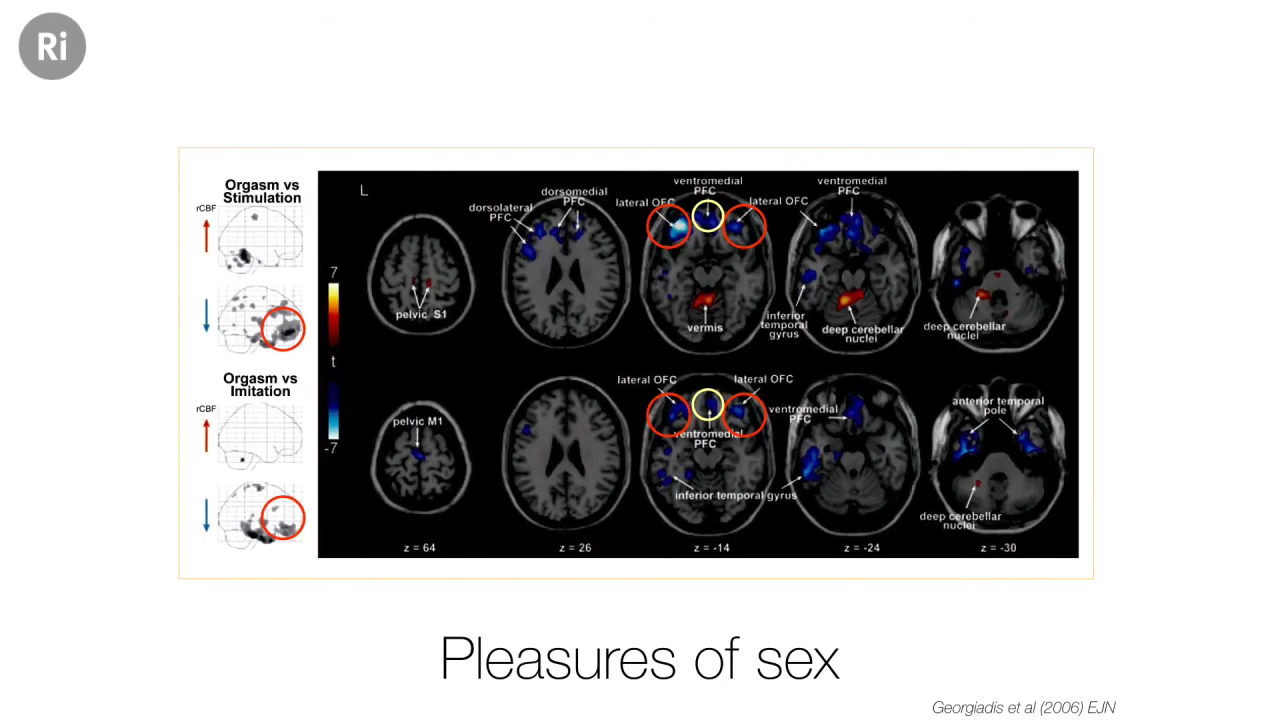 Ri
Orgasm vs
Stimulation
rCBF
Orgasm vs
Imitation
rCBF
7
t
-7
L
pelvic S1
dorsolateral
PFC
dorsomedial
PFC
lateral OFC
ventromedial
PFC
lateral OFC
vermis
ventromedial
PFC
inferior
temporal
gyrus
deep cerebellar
nuclei
deep cerebellar
nuclei
pelvic M1
lateral OFC
lateral OFC
ventromedial
PFC
inferior temporal gyrus
ventromedial
PFC
anterior temporal
pole
deep cerebellar
nuclei
z = 64
z = 26
z = -14
z = -24
z = -30
Pleasures of sex
Georgiadis et al (2006) EJN